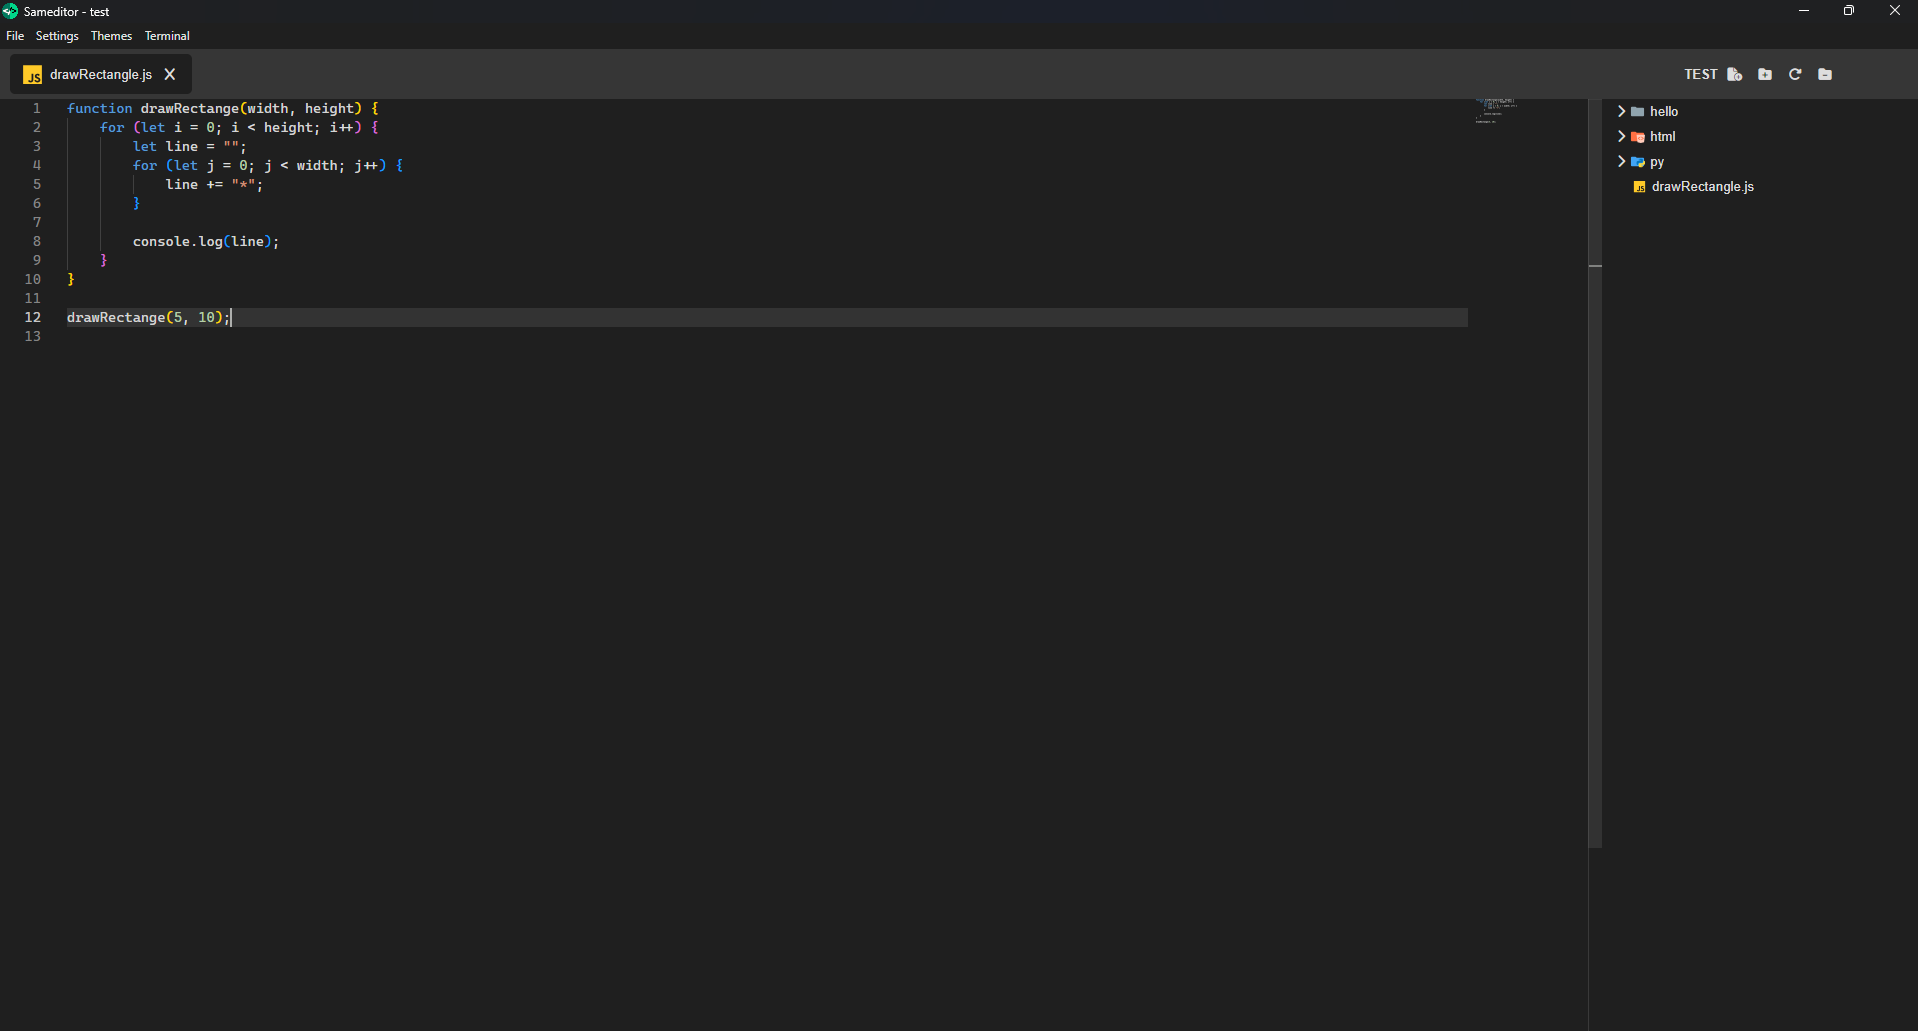 Sameditor - test
File Settings Themes Terminal
JS drawRectangle.js
TEST
1 function drawRectange(width, height) {
2     for (let i = 0; i < height; i++) {
3         let line = "";
4         for (let j = 0; j < width; j++) {
5             line += "*";
6         }
7
8         console.log(line);
9     }
10 }
11
12 drawRectange(5, 10);
13
hello
html
py
JS drawRectangle.js